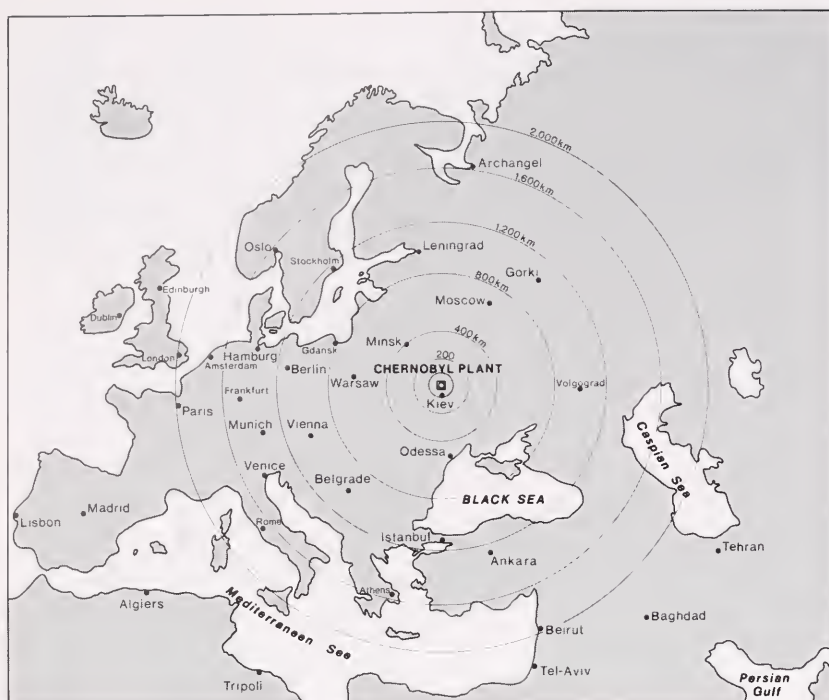 2,000km
Archangel
1,600km
1,200km
Oslo
Leningrad
Stockholm
Gorki
800km
Edinburgh
Moscow
Dublin
400km
Gdansk
Minsk
London
Hamburg
Amsterdam
200
Berlin
CHERNOBYL PLANT
Warsaw
Volgograd
Frankfurt
Kiev
Paris
Munich
Vienna
Odessa
Caspian Sea
Venice
Belgrade
BLACK SEA
Madrid
Lisbon
Rome
Istanbul
Tehran
Ankara
Athens
Algiers
Mediterranean Sea
Baghdad
Beirut
Tel-Aviv
Tripoli
Persian
Gulf